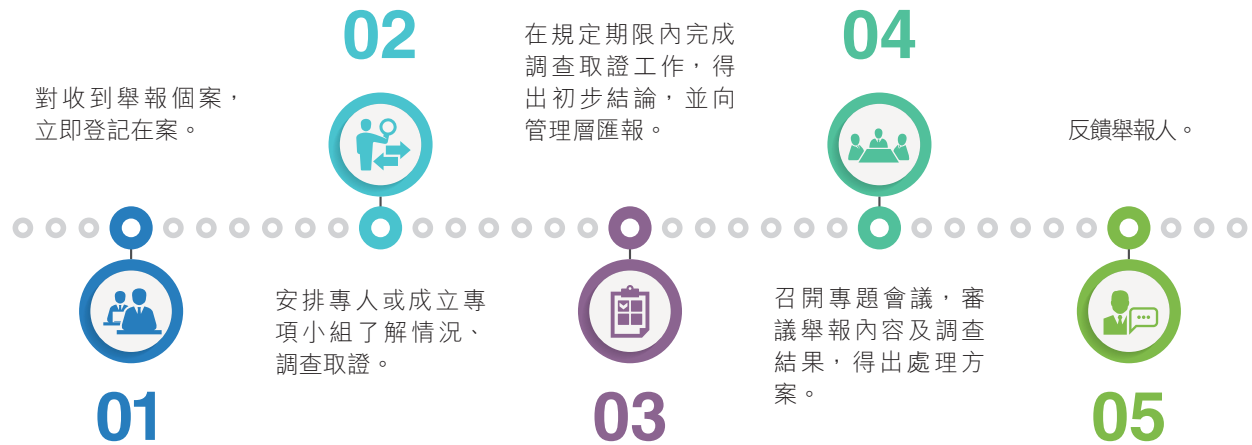 01
對收到舉報個案，
立即登記在案。
02
安排專人或成立專
項小組了解情況、
調查取證。
03
在規定期限內完成
調查取證工作，得
出初步結論，並向
管理層匯報。
04
召開專題會議，審
議舉報內容及調查
結果，得出處理方
案。
05
反饋舉報人。